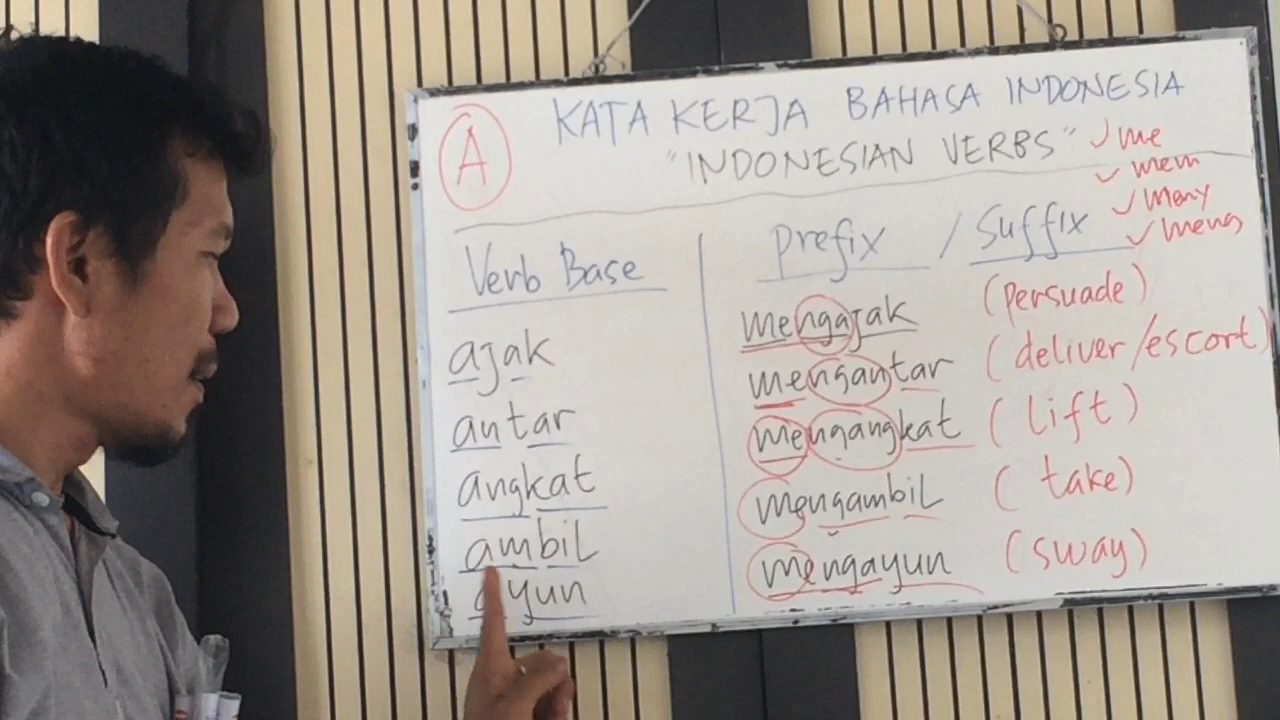 A
KATA KERJA BAHASA INDONESIA
"INDONESIAN VERBS"
✓ me
✓ mem
✓ Meny
✓ meng
Verb Base
Prefix / Suffix
ajak mengajak (persuade)
antar mengantar (deliver/escort)
angkat mengangkat (lift)
ambil mengambil (take)
ayun mengayun (sway)